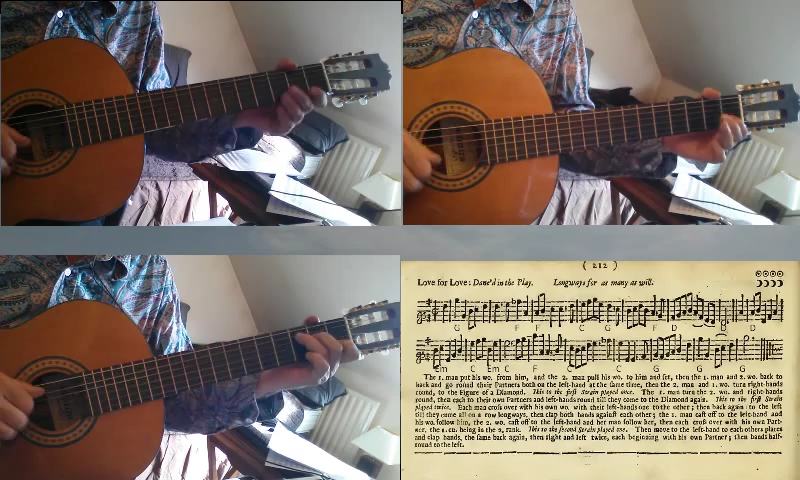 ( 212 )
Love for Love: Danc'd in the Play. Longways for as many as will.
G F F C G F D B D
Em C Em C F C C G G G
The 1. man put his wo. from him, and the 2. man pull his wo. to him and set, then the 1. man and 2. wo. back to
back and go round their Partners both on the left-hand at the same time, then the 2. man and 1. wo. turn right-hands
round, to the Figure of a Diamond. This to the first Strain played once. The 1. man turn the 2. wo. and right-hands
round, then each to their own Partners and left-hands round till they come to the Diamond again. This to the first Strain
played twice. Each man cross over with his own wo. with their left-hands one to the other; then back again to the left
till they come all on a row longways, then clap both hands against each other; the 1. man cast off to the left-hand and
his wo. follow him, the 2. wo. cast off to the left-hand and her man follow her, then each cross over with his own Part-
ner, the 1. cu. being in the 2. rank. This to the second Strain played one. Then move to the left-hand to each others places
and clap hands, the same back again, then right and left twice, each beginning with his own Partner; then hands half-
round to the left.